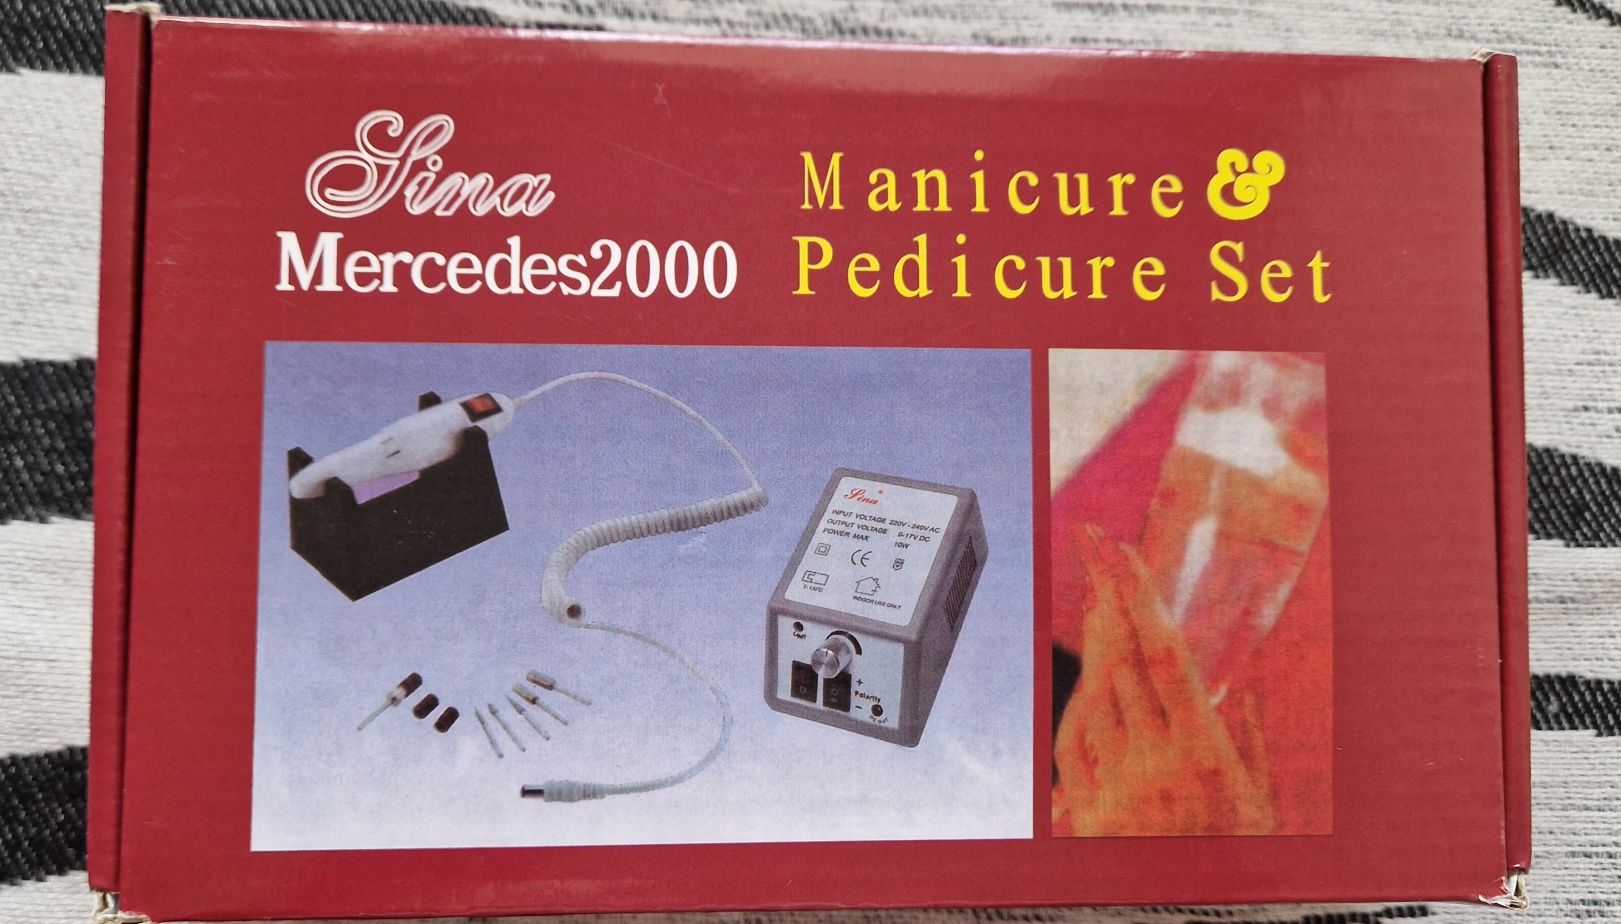 Sina
Mercedes2000
Manicure &
Pedicure Set
Sina®
INPUT VOLTAGE 220V - 240V AC
OUTPUT VOLTAGE 0-17V DC
POWER MAX 10W
CE
INDOOR USE ONLY
+
Polarity
-